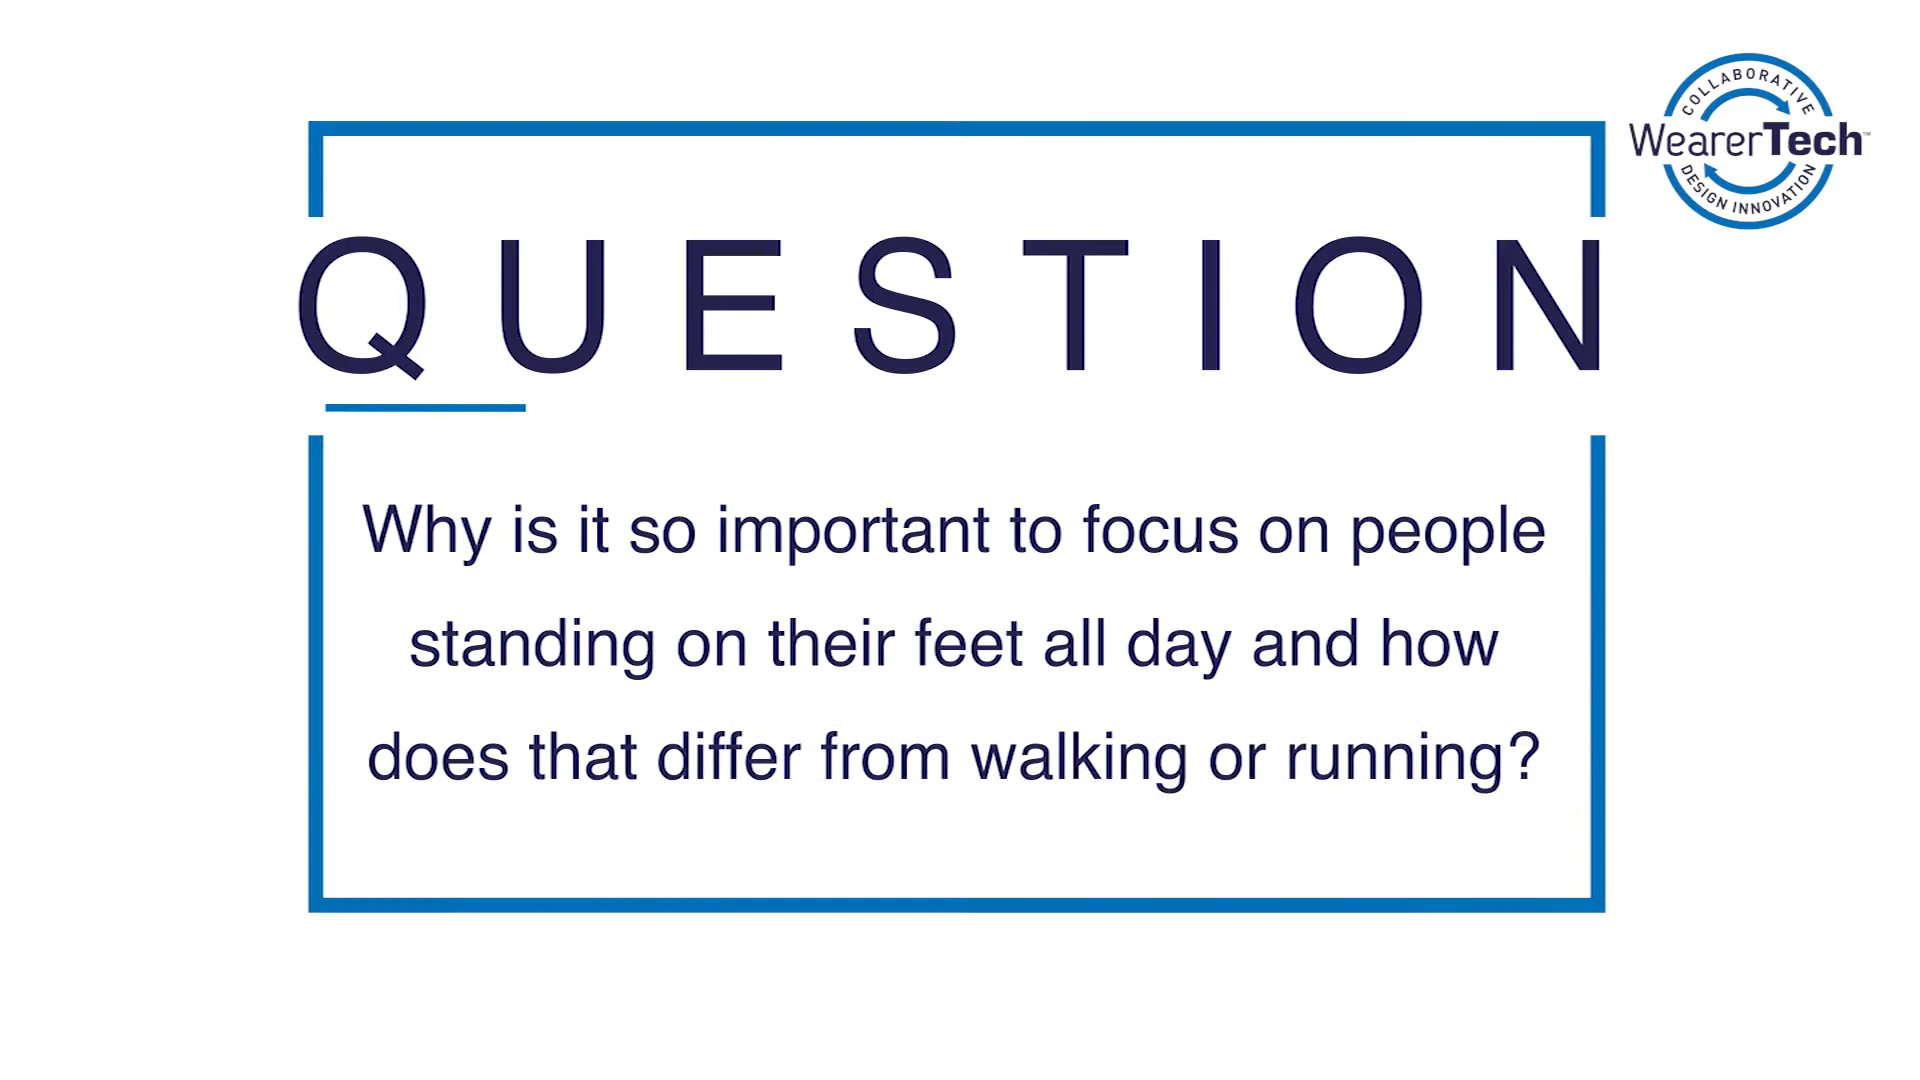 COLLABORATIVE
WearerTech™
DESIGN INNOVATION
QUESTION
Why is it so important to focus on people
standing on their feet all day and how
does that differ from walking or running?